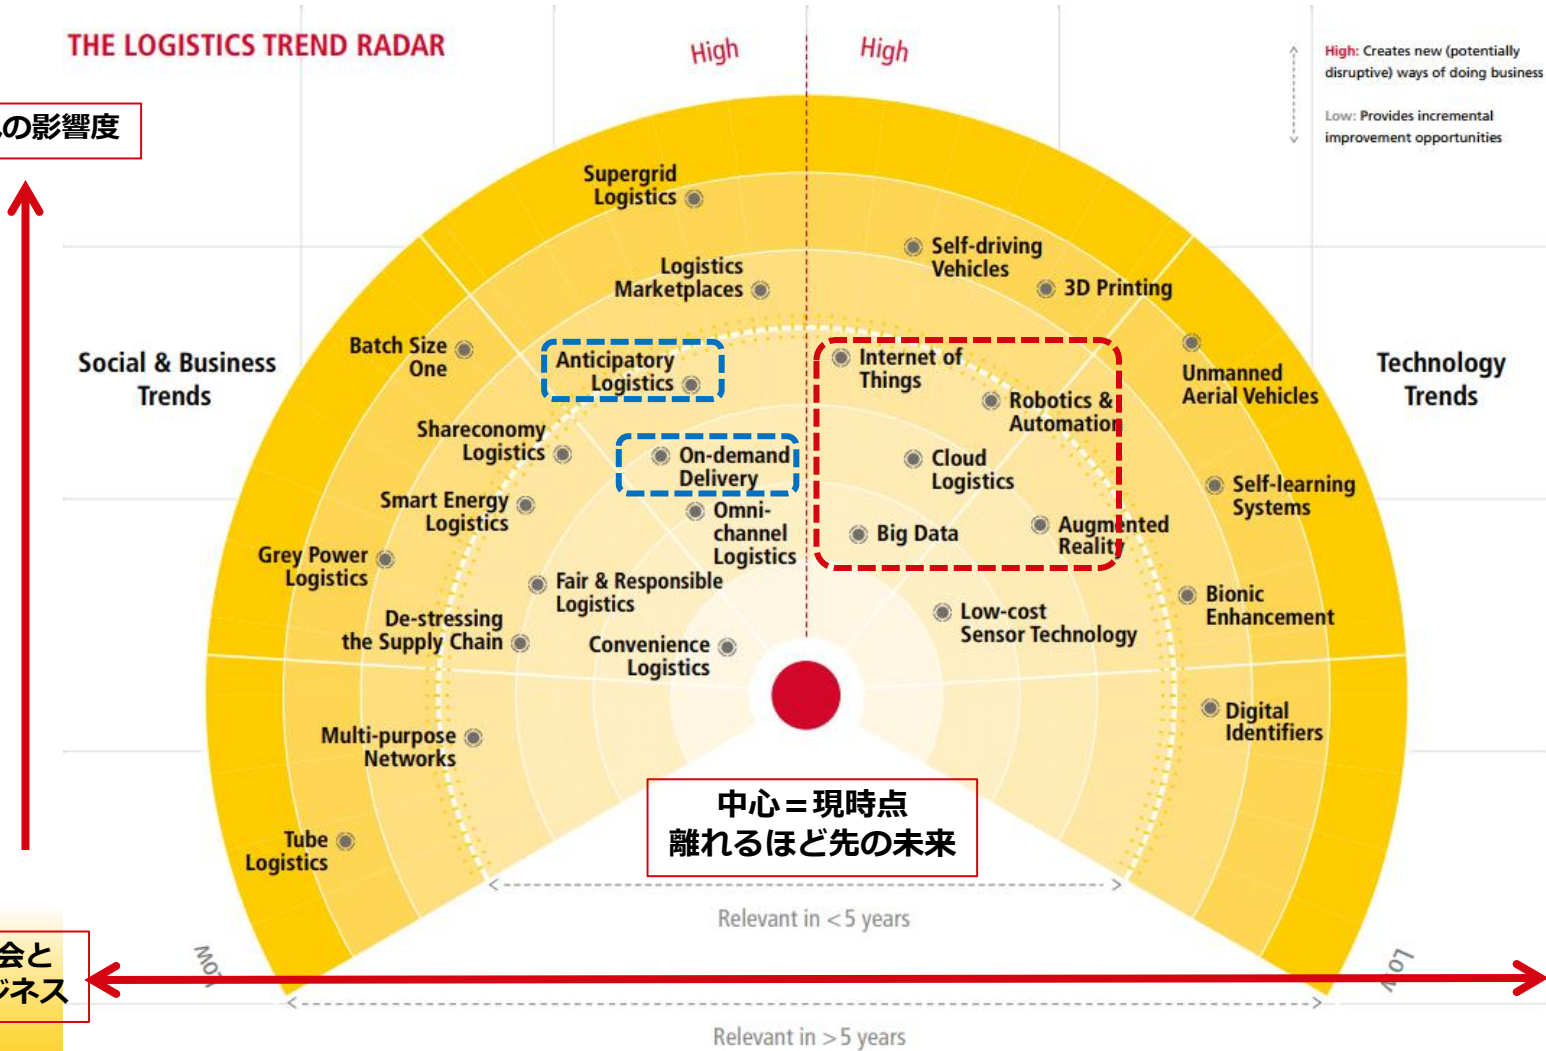 THE LOGISTICS TREND RADAR
High
High
High: Creates new (potentially
disruptive) ways of doing business
Low: Provides incremental
improvement opportunities
の影響度
Supergrid
Logistics
Self-driving
Vehicles
Logistics
Marketplaces
3D Printing
Batch Size
One
Social & Business
Trends
Anticipatory
Logistics
Internet of
Things
Unmanned
Aerial Vehicles
Technology
Trends
Robotics &
Automation
Shareconomy
Logistics
On-demand
Delivery
Cloud
Logistics
Self-learning
Systems
Smart Energy
Logistics
Omni-
channel
Logistics
Big Data
Augmented
Reality
Grey Power
Logistics
Fair & Responsible
Logistics
Bionic
Enhancement
De-stressing
the Supply Chain
Convenience
Logistics
Low-cost
Sensor Technology
Digital
Identifiers
Multi-purpose
Networks
中心＝現時点
離れるほど先の未来
Tube
Logistics
Relevant in < 5 years
会と
ジネス
Low
Low
Relevant in > 5 years